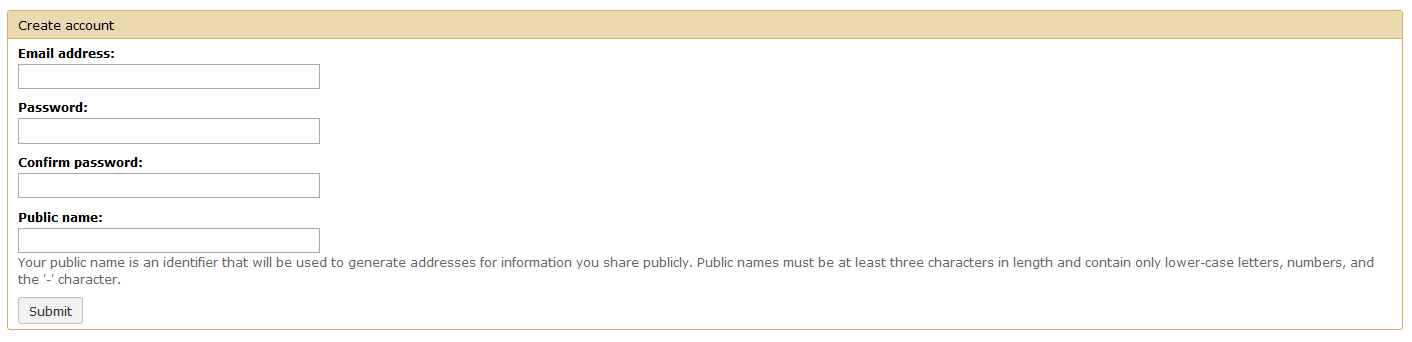 Create account
Email address:
Password:
Confirm password:
Public name:
Your public name is an identifier that will be used to generate addresses for information you share publicly. Public names must be at least three characters in length and contain only lower-case letters, numbers, and
the '-' character.
Submit